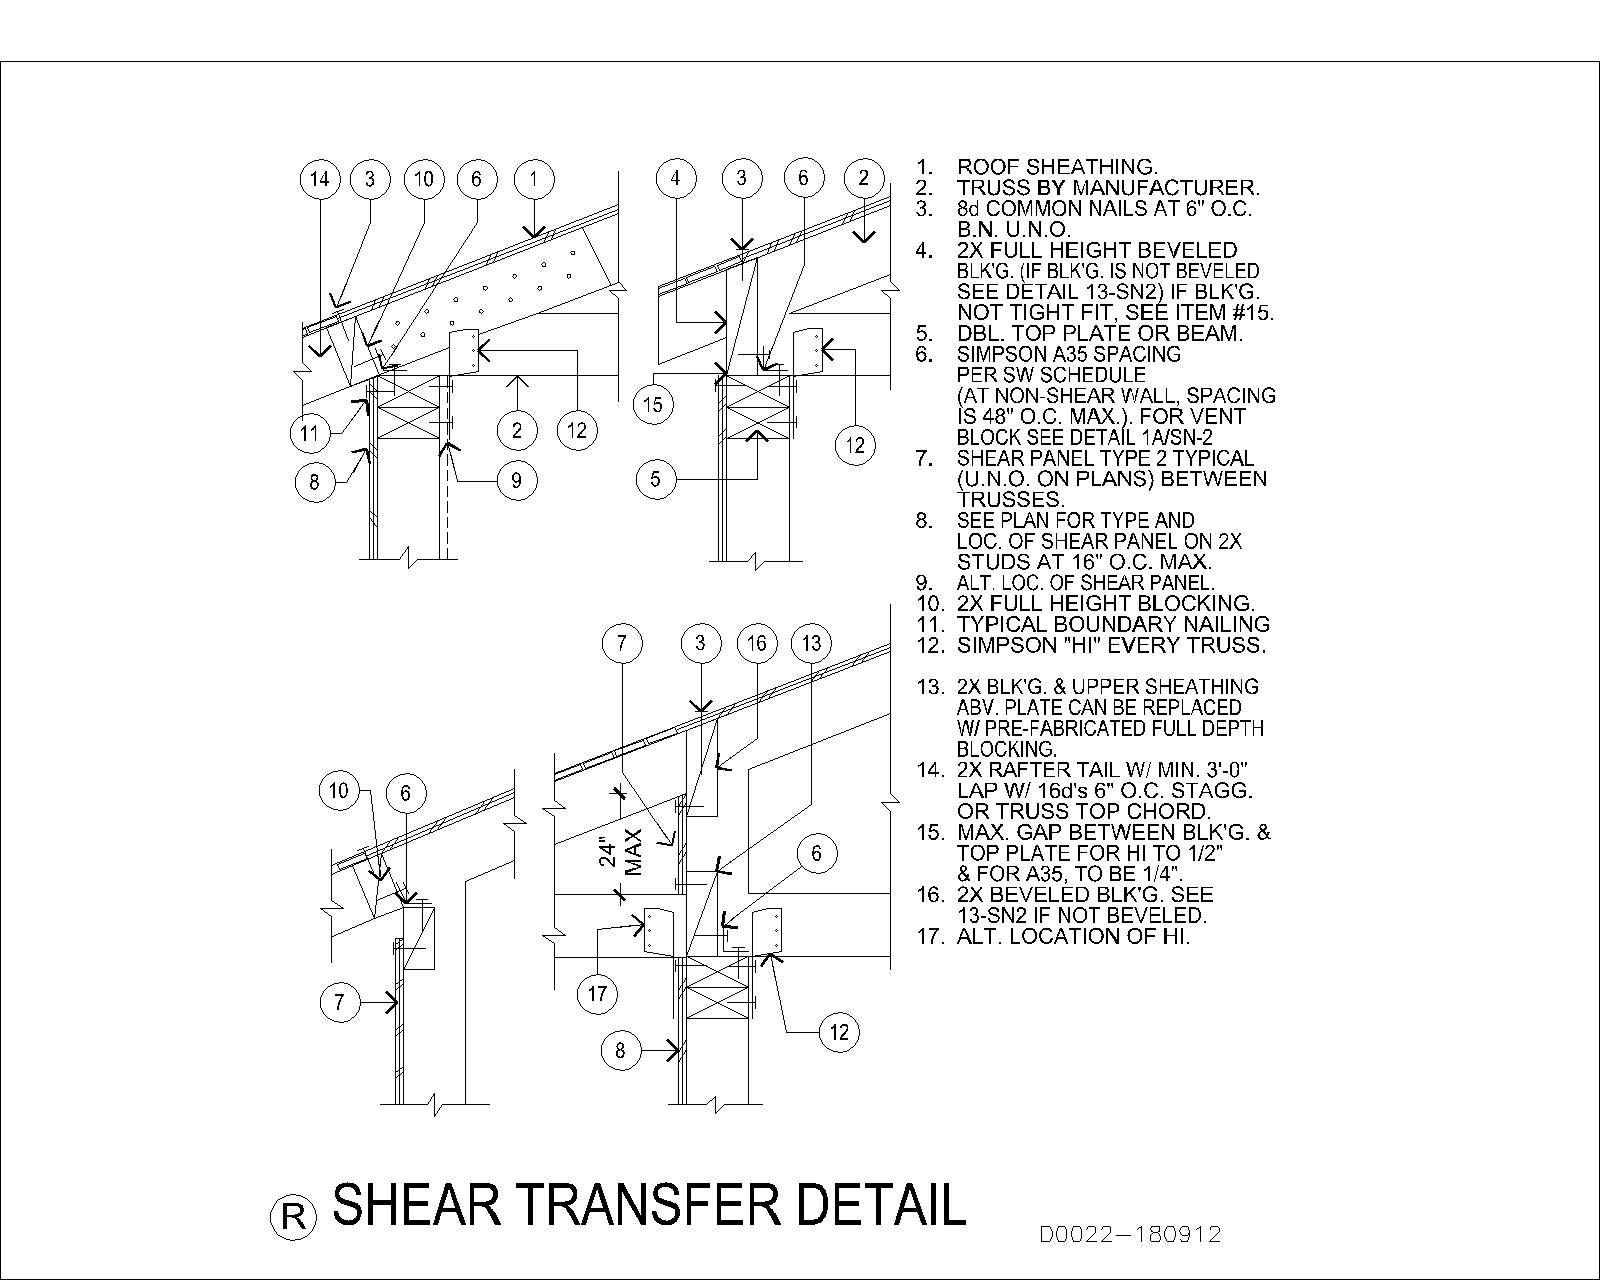 14 3 10 6 1
4 3 6 2
15
11 2 12
12
8 9
5
7 3 16 13
10 6
24" MAX
6
17
7
12
8
1. ROOF SHEATHING.
2. TRUSS BY MANUFACTURER.
3. 8d COMMON NAILS AT 6" O.C.
B.N. U.N.O.
4. 2X FULL HEIGHT BEVELED
BLK'G. (IF BLK'G. IS NOT BEVELED
SEE DETAIL 13-SN2) IF BLK'G.
NOT TIGHT FIT, SEE ITEM #15.
5. DBL. TOP PLATE OR BEAM.
6. SIMPSON A35 SPACING
PER SW SCHEDULE
(AT NON-SHEAR WALL, SPACING
IS 48" O.C. MAX.). FOR VENT
BLOCK SEE DETAIL 1A/SN-2
7. SHEAR PANEL TYPE 2 TYPICAL
(U.N.O. ON PLANS) BETWEEN
TRUSSES.
8. SEE PLAN FOR TYPE AND
LOC. OF SHEAR PANEL ON 2X
STUDS AT 16" O.C. MAX.
9. ALT. LOC. OF SHEAR PANEL.
10. 2X FULL HEIGHT BLOCKING.
11. TYPICAL BOUNDARY NAILING
12. SIMPSON "HI" EVERY TRUSS.
13. 2X BLK'G. & UPPER SHEATHING
ABV. PLATE CAN BE REPLACED
W/ PRE-FABRICATED FULL DEPTH
BLOCKING.
14. 2X RAFTER TAIL W/ MIN. 3'-0"
LAP W/ 16d's 6" O.C. STAGG.
OR TRUSS TOP CHORD.
15. MAX. GAP BETWEEN BLK'G. &
TOP PLATE FOR HI TO 1/2"
& FOR A35, TO BE 1/4".
16. 2X BEVELED BLK'G. SEE
13-SN2 IF NOT BEVELED.
17. ALT. LOCATION OF HI.
R SHEAR TRANSFER DETAIL
D0022-180912